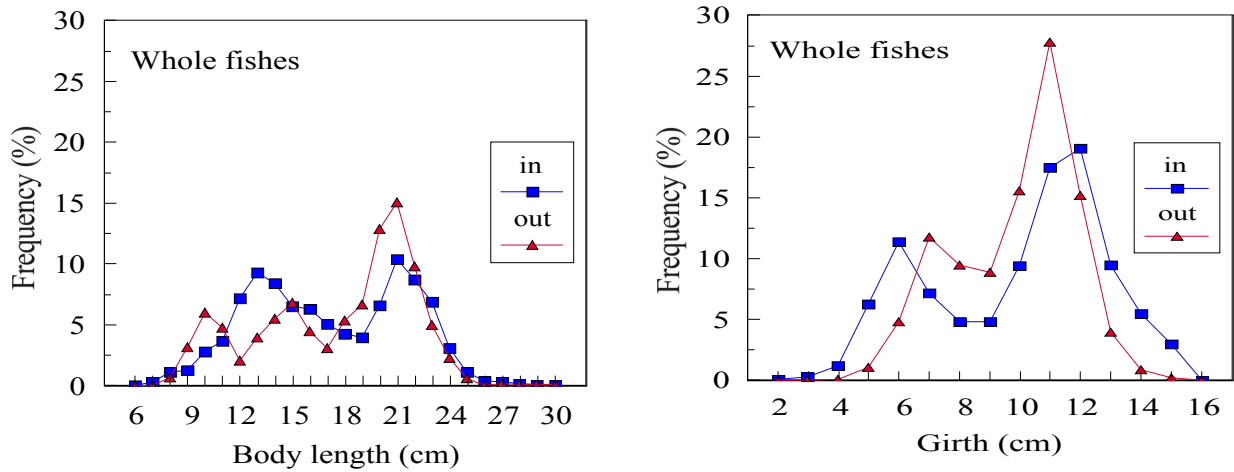 30
25
20
15
10
5
0
Frequency (%)
Whole fishes
in
out
6 9 12 15 18 21 24 27 30
Body length (cm)
30
25
20
15
10
5
0
Frequency (%)
Whole fishes
in
out
2 4 6 8 10 12 14 16
Girth (cm)